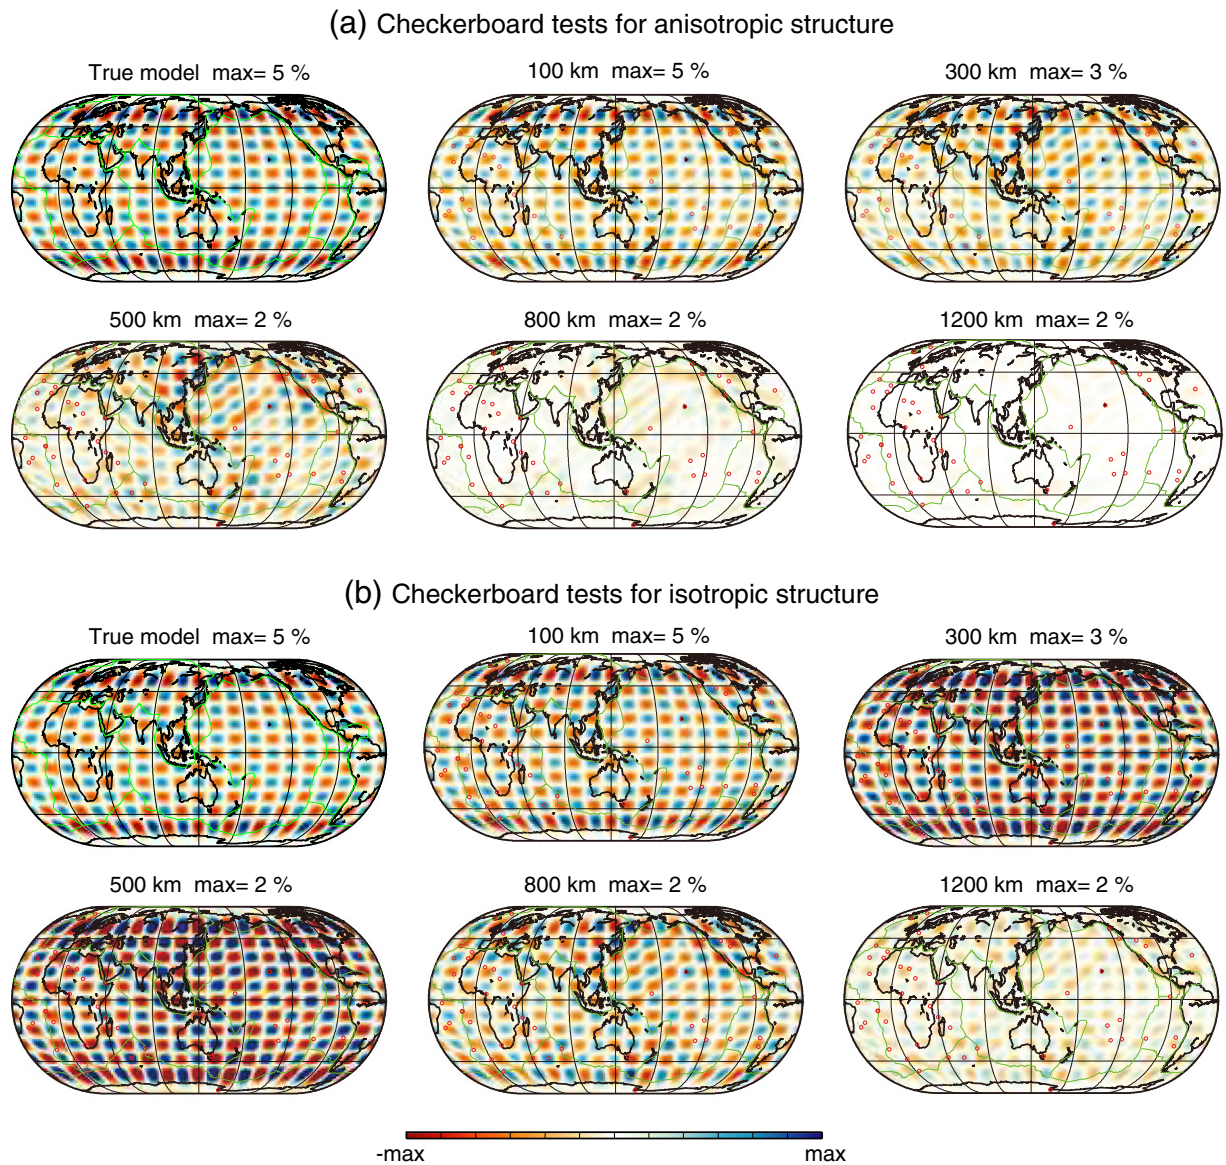 (a) Checkerboard tests for anisotropic structure
True model max= 5 %
100 km max= 5 %
300 km max= 3 %
500 km max= 2 %
800 km max= 2 %
1200 km max= 2 %
(b) Checkerboard tests for isotropic structure
True model max= 5 %
100 km max= 5 %
300 km max= 3 %
500 km max= 2 %
800 km max= 2 %
1200 km max= 2 %
-max
max